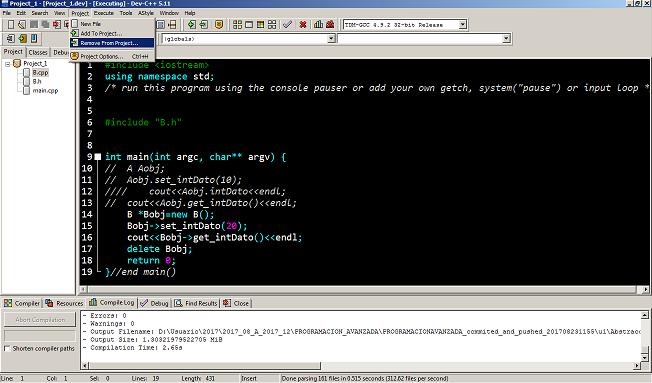 Project_1 - [Project_1.dev] - [Executing] - Dev-C++ 5.11
File Edit Search View Project Execute Tools AStyle Window Help
New File
Add To Project...
Remove From Project...
Project Options... Ctrl+H
TDM-GCC 4.9.2 32-bit Release
(globals)
Project Classes Debug
Project_1
B.cpp
B.h
main.cpp
1 #include <iostream>
2 using namespace std;
3 /* run this program using the console pauser or add your own getch, system("pause") or input loop *
6 #include "B.h"
7
8
9 int main(int argc, char** argv) {
10 // A Aobj;
11 // Aobj.set_intDato(10);
12 //// cout<<Aobj.intDato<<endl;
13 // cout<<Aobj.get_intDato()<<endl;
14 B *Bobj=new B();
15 Bobj->set_intDato(20);
16 cout<<Bobj->get_intDato()<<endl;
17 delete Bobj;
18 return 0;
19 }//end main()
Compiler Resources Compile Log Debug Find Results Close
Abort Compilation
Shorten compiler paths
- Errors: 0
- Warnings: 0
- Output Filename: D:\Usuario\2017\2017_08_A_2017_12\PROGRAMACION_AVANZADA\PROGRAMACIONAVANZADA_commited_and_pushed_201708231155\u1\Abstracc
- Output Size: 1.30321979522705 MiB
- Compilation Time: 2.65s
Line: 1 Col: 1 Sel: 0 Lines: 19 Length: 431 Insert Done parsing 161 files in 0.515 seconds (312.62 files per second)